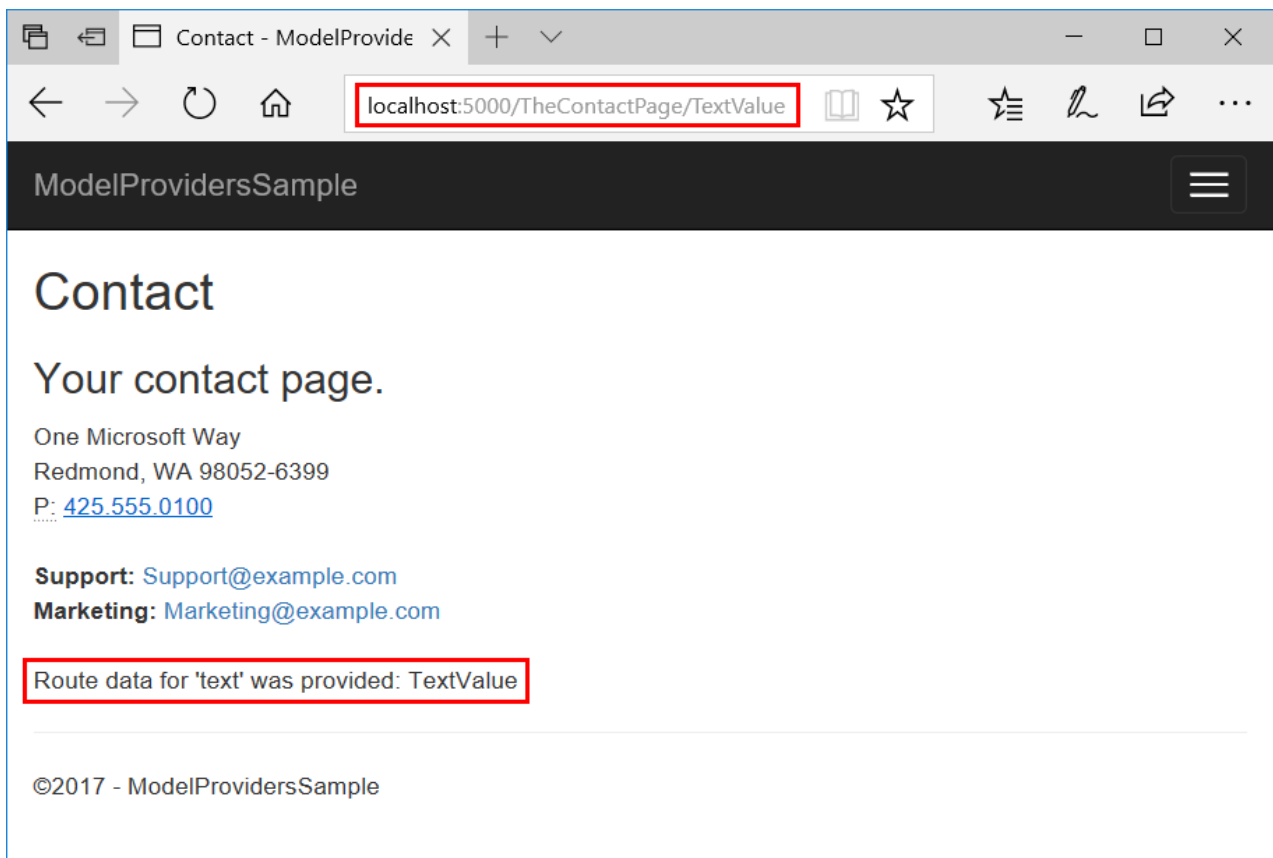 Contact - ModelProvide
localhost:5000/TheContactPage/TextValue
ModelProvidersSample
Contact
Your contact page.
One Microsoft Way
Redmond, WA 98052-6399
P: 425.555.0100
Support: Support@example.com
Marketing: Marketing@example.com
Route data for 'text' was provided: TextValue
©2017 - ModelProvidersSample